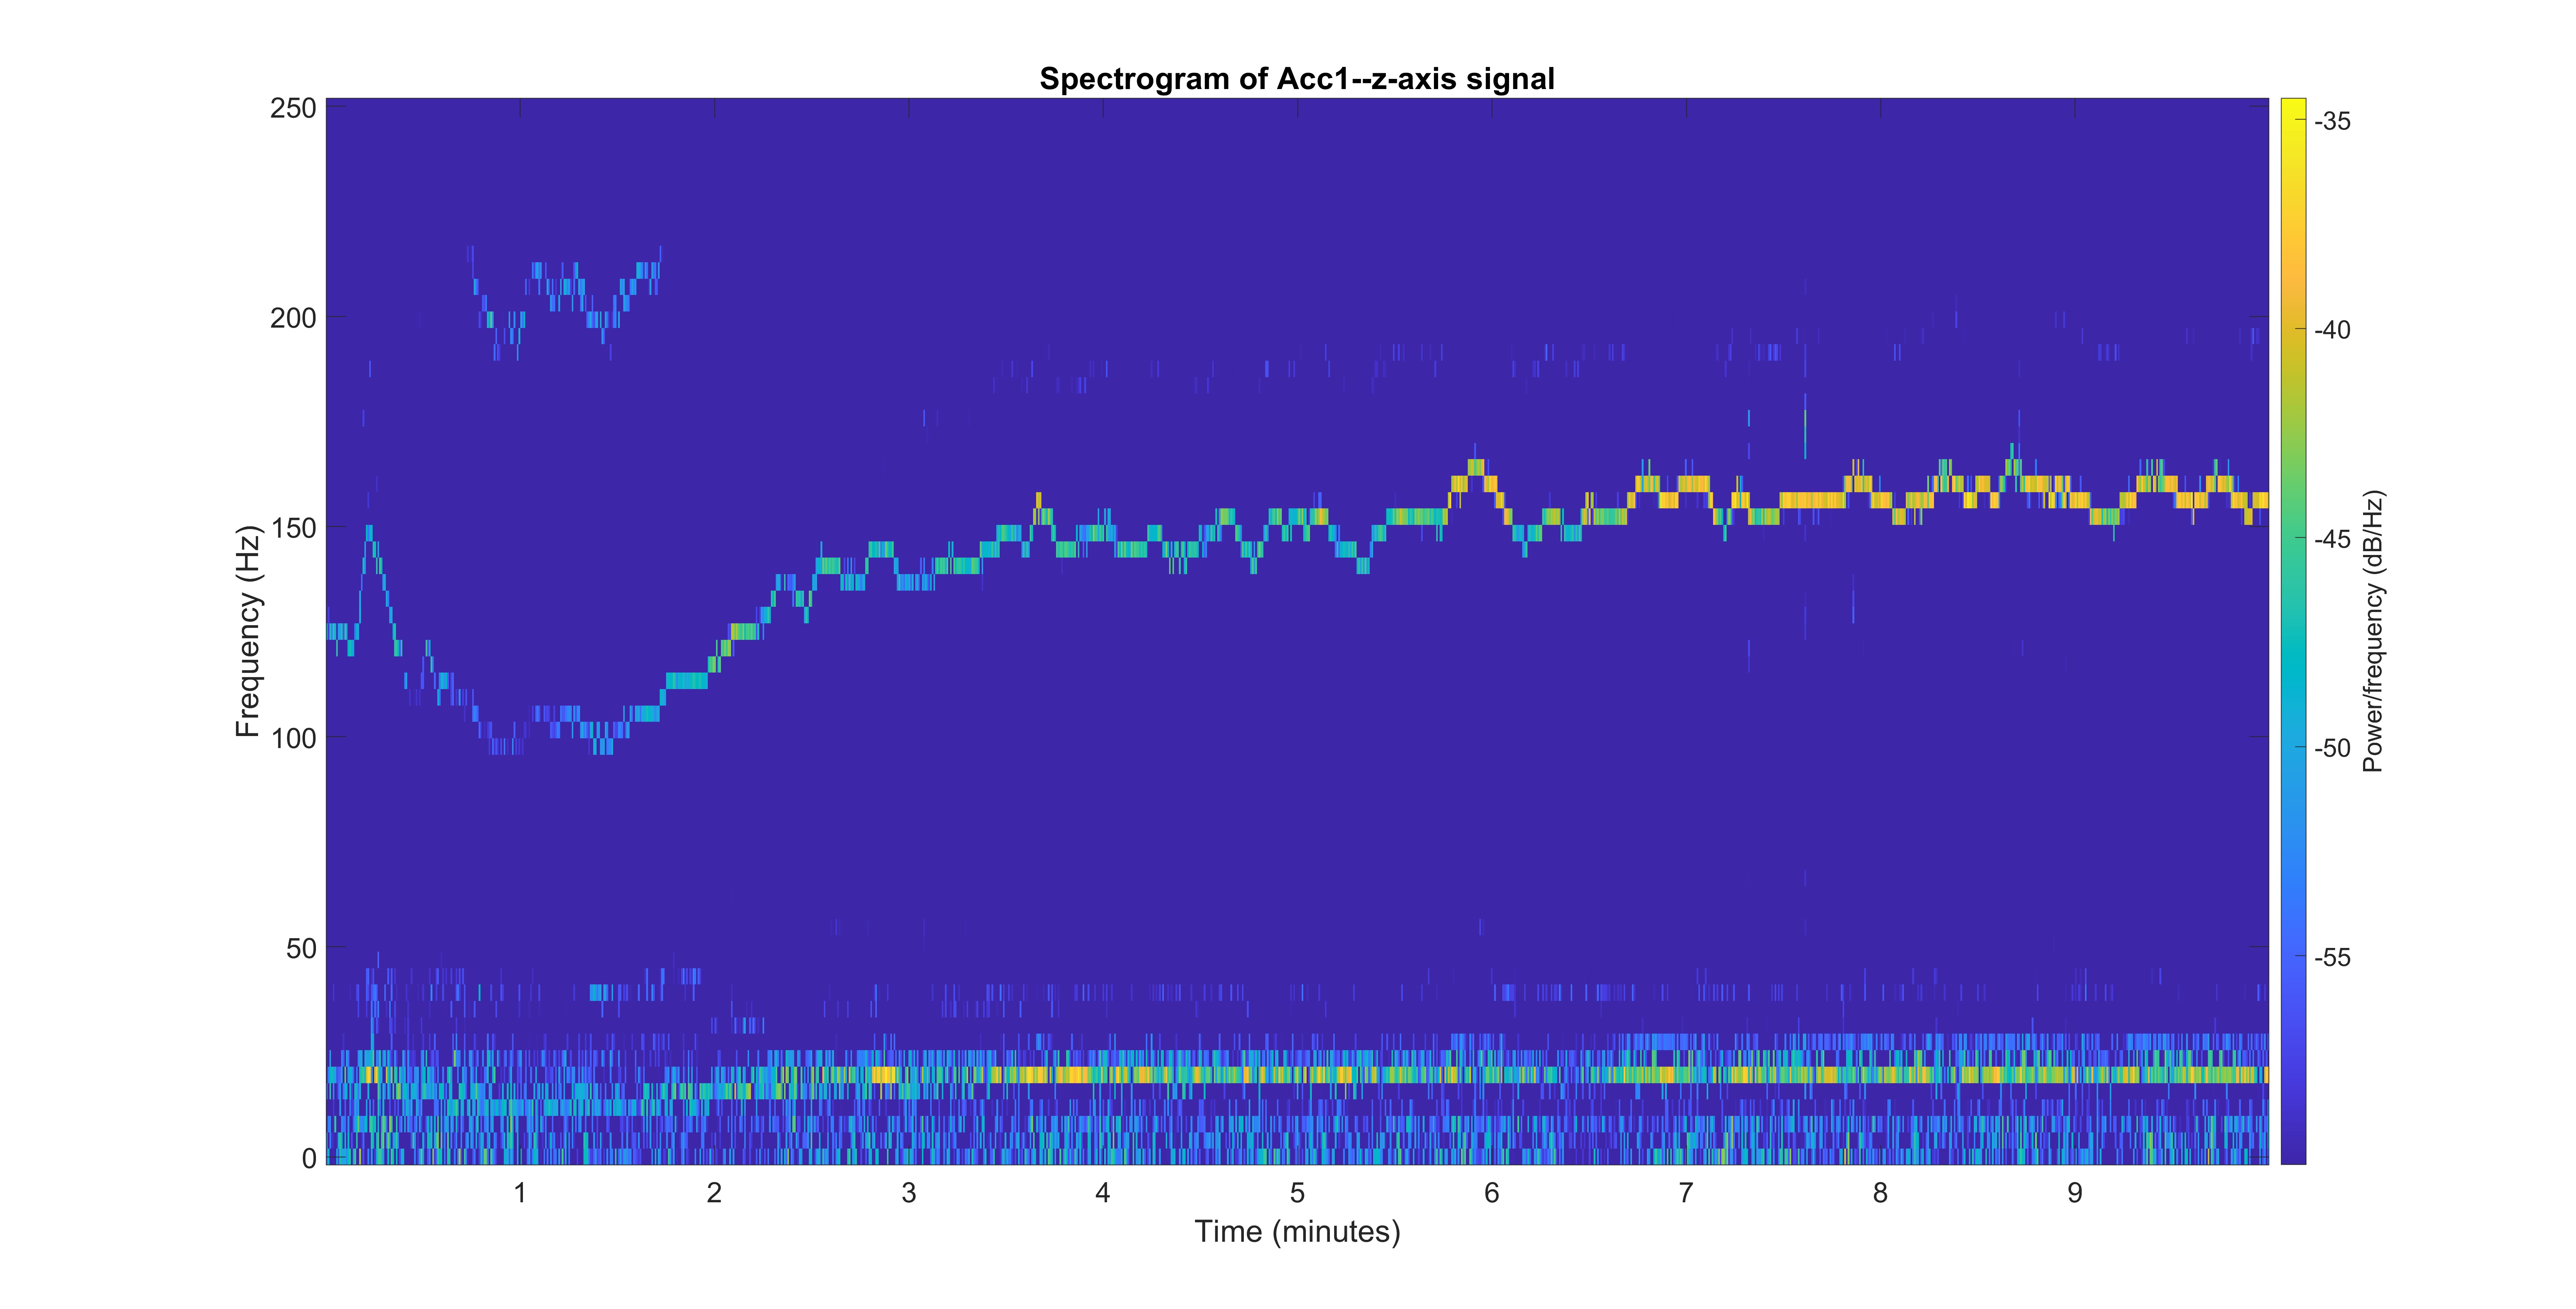 Spectrogram of Acc1--z-axis signal
250
200
150
100
50
0
Frequency (Hz)
1 2 3 4 5 6 7 8 9
Time (minutes)
-35
-40
-45
-50
-55
Power/frequency (dB/Hz)